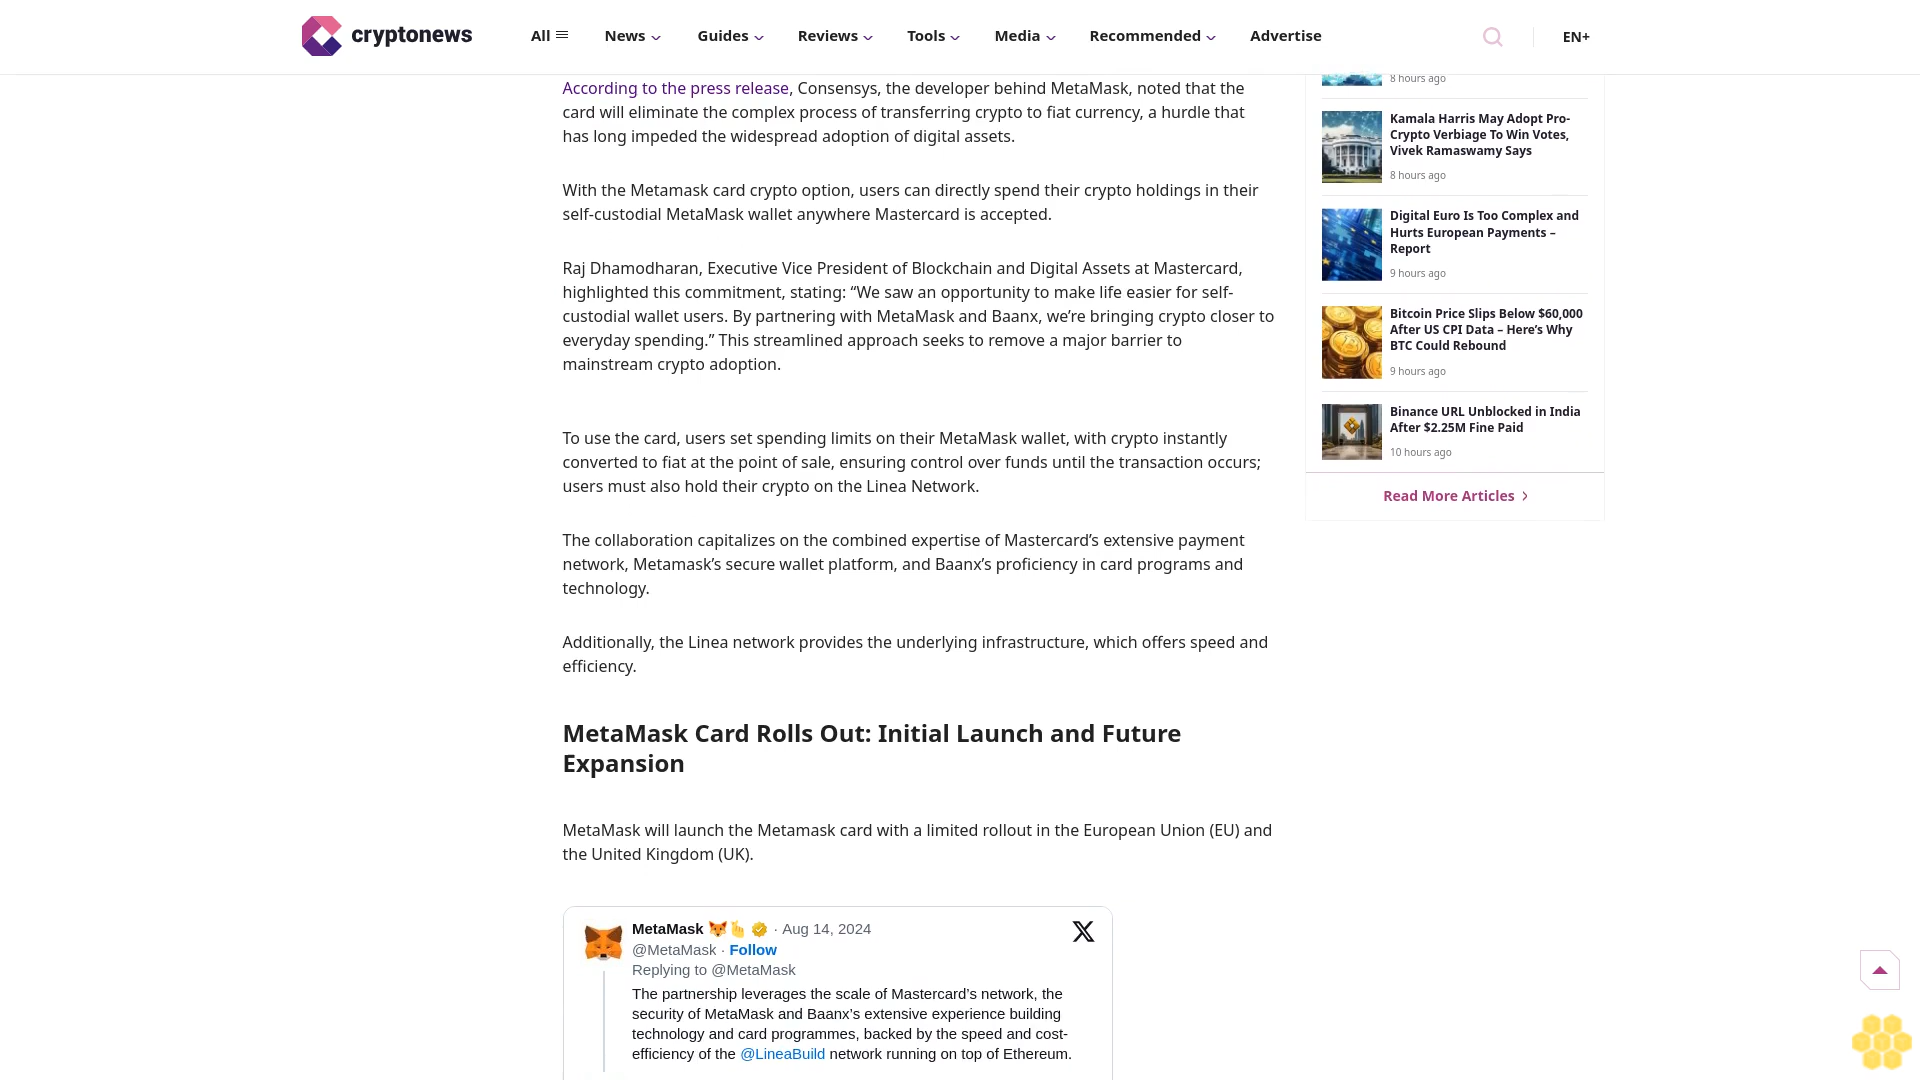 cryptonews
All
News
Guides
Reviews
Tools
Media
Recommended
Advertise
EN+
According to the press release, Consensys, the developer behind MetaMask, noted that the
card will eliminate the complex process of transferring crypto to fiat currency, a hurdle that
has long impeded the widespread adoption of digital assets.
With the Metamask card crypto option, users can directly spend their crypto holdings in their
self-custodial MetaMask wallet anywhere Mastercard is accepted.
Raj Dhamodharan, Executive Vice President of Blockchain and Digital Assets at Mastercard,
highlighted this commitment, stating: “We saw an opportunity to make life easier for self-
custodial wallet users. By partnering with MetaMask and Baanx, we’re bringing crypto closer to
everyday spending.” This streamlined approach seeks to remove a major barrier to
mainstream crypto adoption.
To use the card, users set spending limits on their MetaMask wallet, with crypto instantly
converted to fiat at the point of sale, ensuring control over funds until the transaction occurs;
users must also hold their crypto on the Linea Network.
The collaboration capitalizes on the combined expertise of Mastercard’s extensive payment
network, Metamask’s secure wallet platform, and Baanx’s proficiency in card programs and
technology.
Additionally, the Linea network provides the underlying infrastructure, which offers speed and
efficiency.
MetaMask Card Rolls Out: Initial Launch and Future
Expansion
MetaMask will launch the Metamask card with a limited rollout in the European Union (EU) and
the United Kingdom (UK).
MetaMask 🦊🫰 · Aug 14, 2024
@MetaMask · Follow
Replying to @MetaMask
The partnership leverages the scale of Mastercard’s network, the
security of MetaMask and Baanx’s extensive experience building
technology and card programmes, backed by the speed and cost-
efficiency of the @LineaBuild network running on top of Ethereum.
8 hours ago
Kamala Harris May Adopt Pro-
Crypto Verbiage To Win Votes,
Vivek Ramaswamy Says
8 hours ago
Digital Euro Is Too Complex and
Hurts European Payments –
Report
9 hours ago
Bitcoin Price Slips Below $60,000
After US CPI Data – Here’s Why
BTC Could Rebound
9 hours ago
Binance URL Unblocked in India
After $2.25M Fine Paid
10 hours ago
Read More Articles